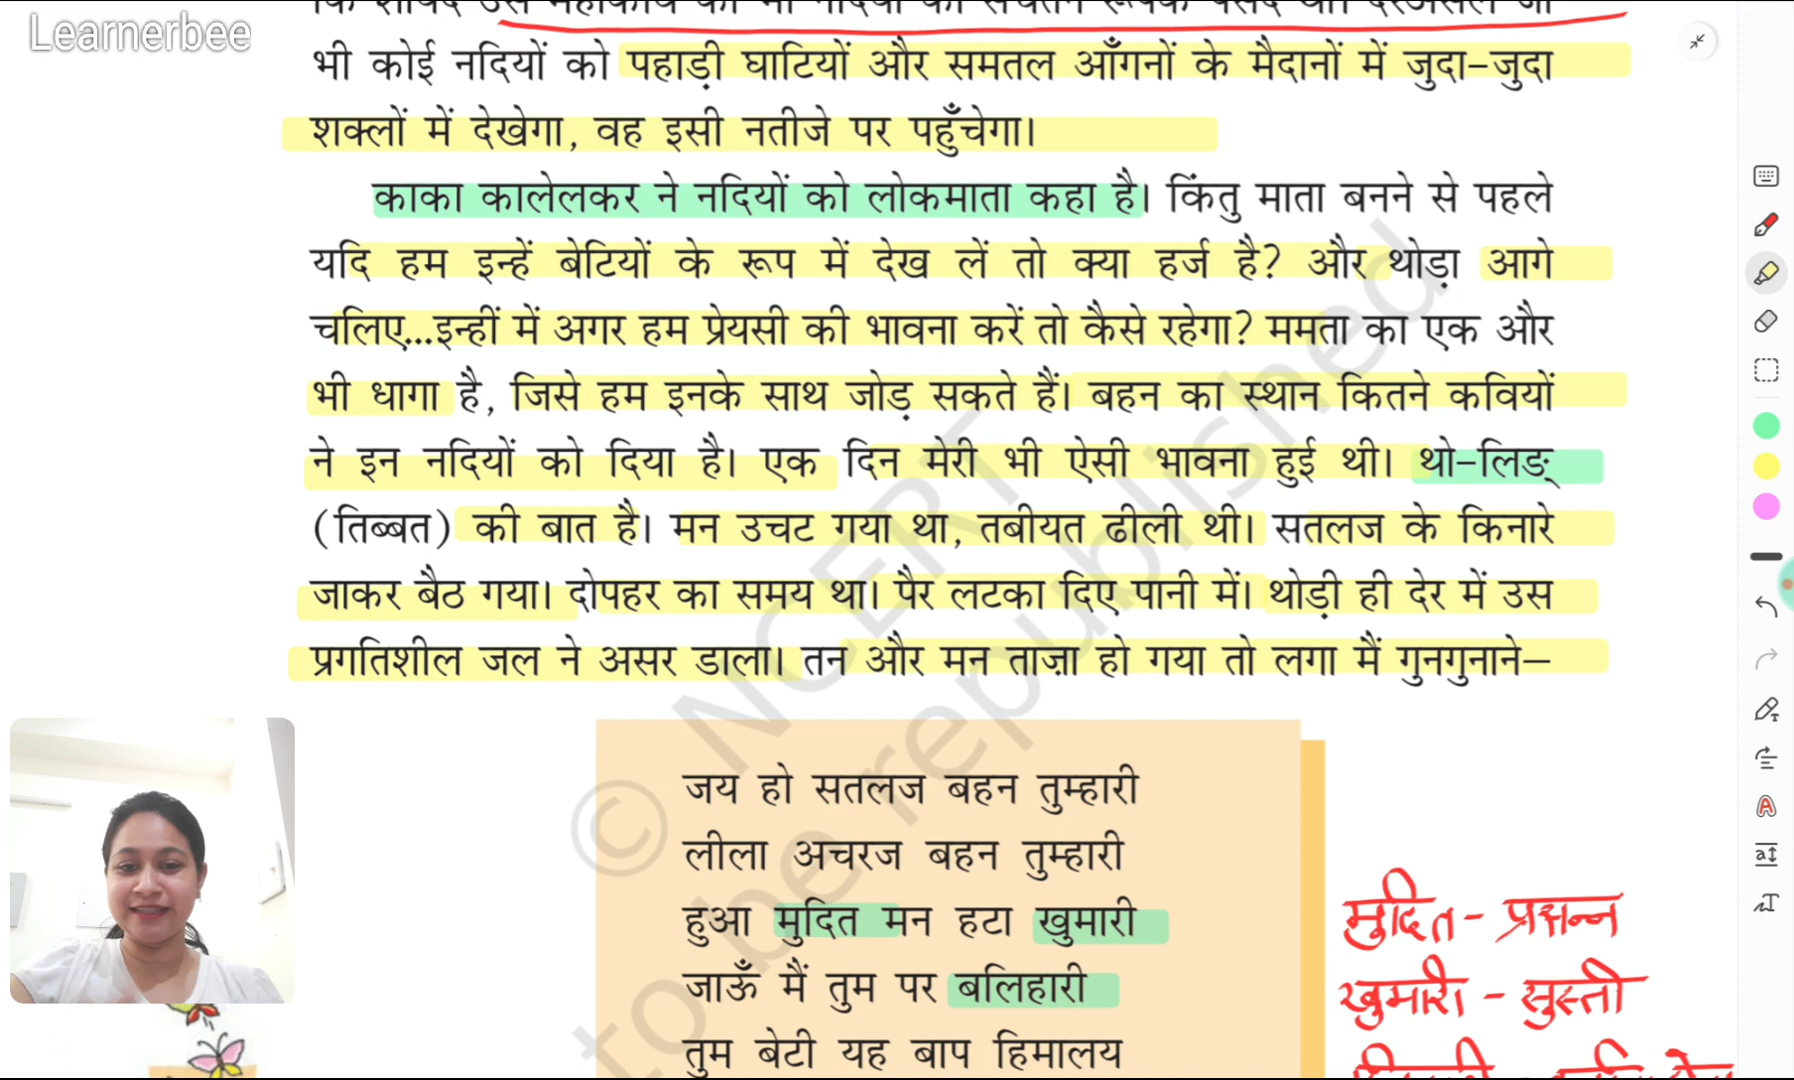 Learnerbee
भी कोई नदियों को पहाड़ी घाटियों और समतल आँगनों के मैदानों में जुदा-जुदा
शक्लों में देखेगा, वह इसी नतीजे पर पहुँचेगा।
काका कालेलकर ने नदियों को लोकमाता कहा है। किंतु माता बनने से पहले
यदि हम इन्हें बेटियों के रूप में देख लें तो क्या हर्ज है? और थोड़ा आगे
चलिए...इन्हीं में अगर हम प्रेयसी की भावना करें तो कैसे रहेगा? ममता का एक और
भी धागा है, जिसे हम इनके साथ जोड़ सकते हैं। बहन का स्थान कितने कवियों
ने इन नदियों को दिया है। एक दिन मेरी भी ऐसी भावना हुई थी। थो-लिङ्
(तिब्बत) की बात है। मन उचट गया था, तबीयत ढीली थी। सतलज के किनारे
जाकर बैठ गया। दोपहर का समय था। पैर लटका दिए पानी में। थोड़ी ही देर में उस
प्रगतिशील जल ने असर डाला। तन और मन ताज़ा हो गया तो लगा मैं गुनगुनाने—
© NCERT
to be republished
जय हो सतलज बहन तुम्हारी
लीला अचरज बहन तुम्हारी
हुआ मुदित मन हटा खुमारी
जाऊँ मैं तुम पर बलिहारी
तुम बेटी यह बाप हिमालय
मुदित - प्रसन्न
खुमारी - सुस्ती